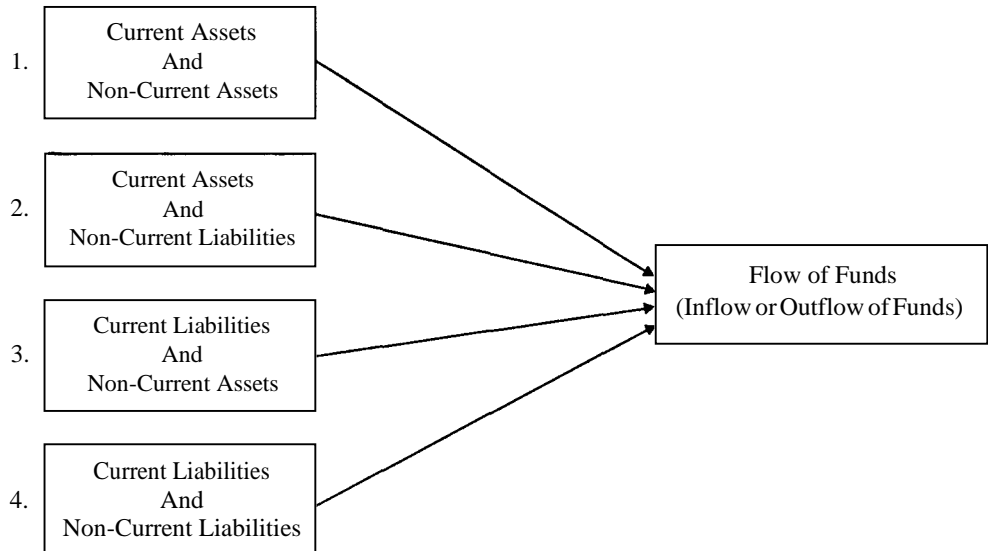 1.
Current Assets
And
Non-Current Assets
2.
Current Assets
And
Non-Current Liabilities
3.
Current Liabilities
And
Non-Current Assets
4.
Current Liabilities
And
Non-Current Liabilities
Flow of Funds
(Inflow or Outflow of Funds)